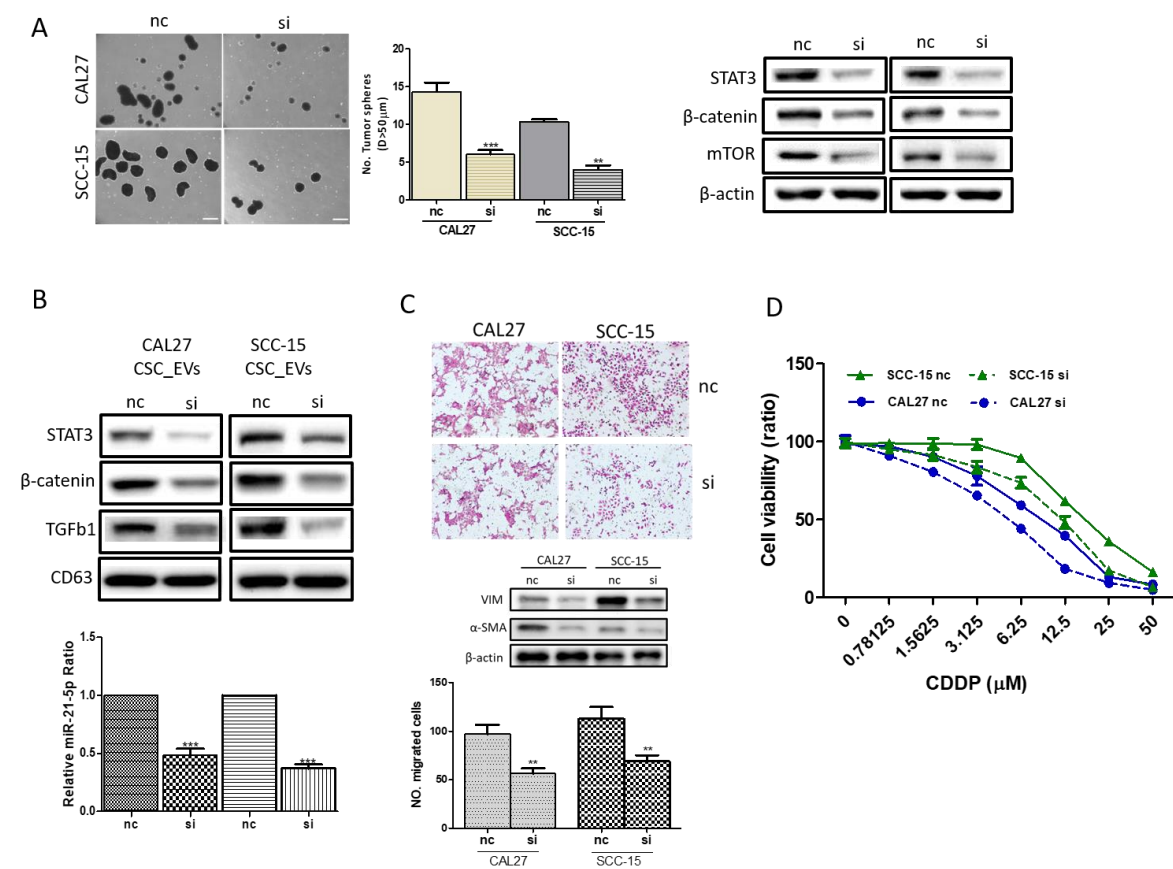 A
nc si
CAL27
SCC-15
No. Tumor spheres
(D>50μm)
20
15
10
5
0
*** **
nc si nc si
CAL27 SCC-15
nc si nc si
STAT3
β-catenin
mTOR
β-actin
B
CAL27 SCC-15
CSC_EVs CSC_EVs
nc si nc si
STAT3
β-catenin
TGFb1
CD63
Relative miR-21-5p Ratio
1.5
1.0
0.5
0.0
*** ***
nc si nc si
C
CAL27 SCC-15
nc
si
CAL27 SCC-15
nc si nc si
VIM
α-SMA
β-actin
NO. migrated cells
150
100
50
0
** **
nc si nc si
CAL27 SCC-15
D
Cell viability (ratio)
150
100
50
0
SCC-15 nc SCC-15 si
CAL27 nc CAL27 si
0 0.78125 1.5625 3.125 6.25 12.5 25 50
CDDP (μM)